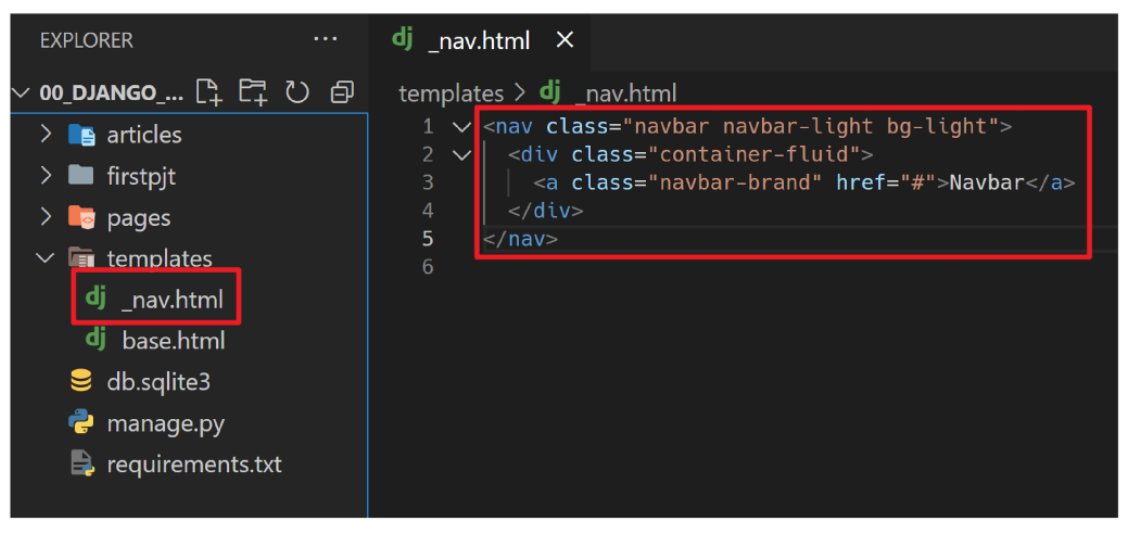 EXPLORER ...
00_DJANGO_...
articles
firstpjt
pages
templates
dj _nav.html
dj base.html
db.sqlite3
manage.py
requirements.txt
dj _nav.html ×
templates > dj _nav.html
1 <nav class="navbar navbar-light bg-light">
2 <div class="container-fluid">
3 <a class="navbar-brand" href="#">Navbar</a>
4 </div>
5 </nav>
6